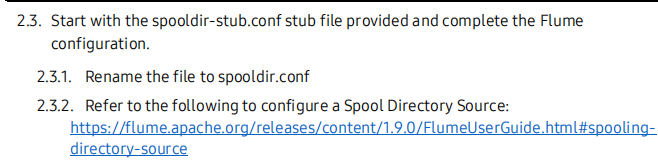 2.3. Start with the spooldir-stub.conf stub file provided and complete the Flume
configuration.
2.3.1. Rename the file to spooldir.conf
2.3.2. Refer to the following to configure a Spool Directory Source:
https://flume.apache.org/releases/content/1.9.0/FlumeUserGuide.html#spooling-
directory-source